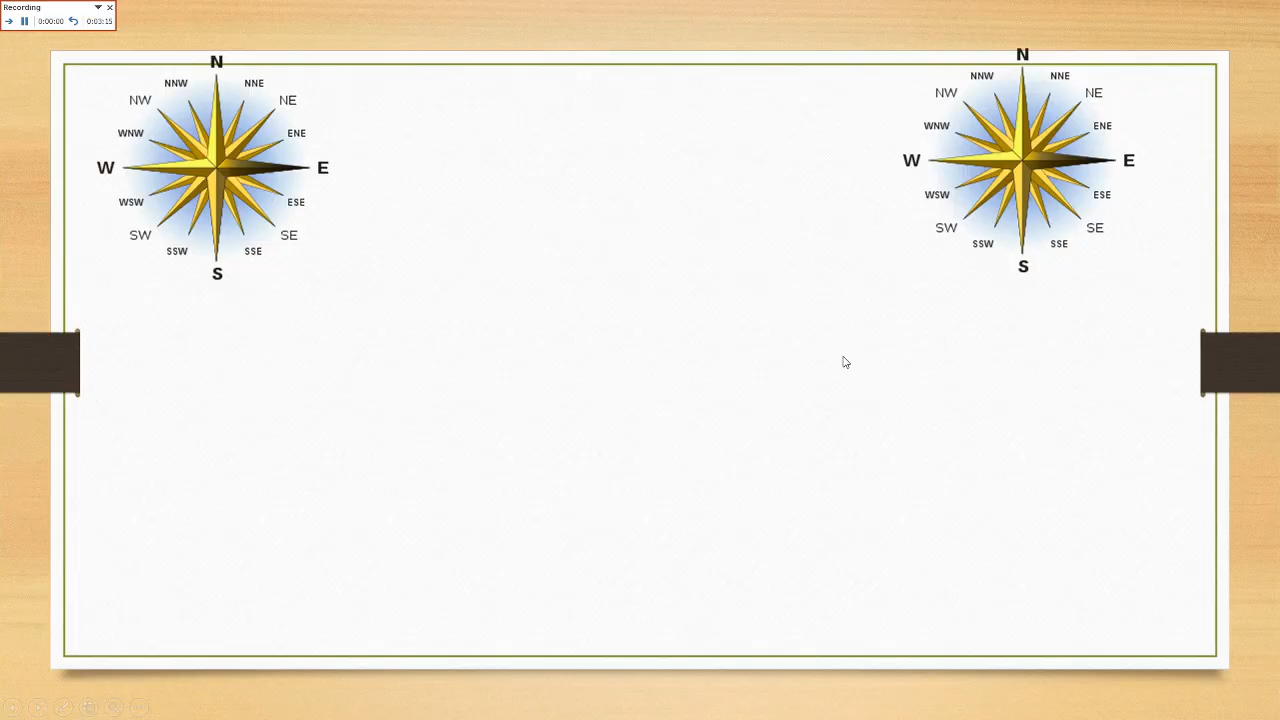 Recording
0:00:00 0:03:15
N
NNW NNE
NW NE
WNW ENE
W E
WSW ESE
SW SE
SSW SSE
S
N
NNW NNE
NW NE
WNW ENE
W E
WSW ESE
SW SE
SSW SSE
S